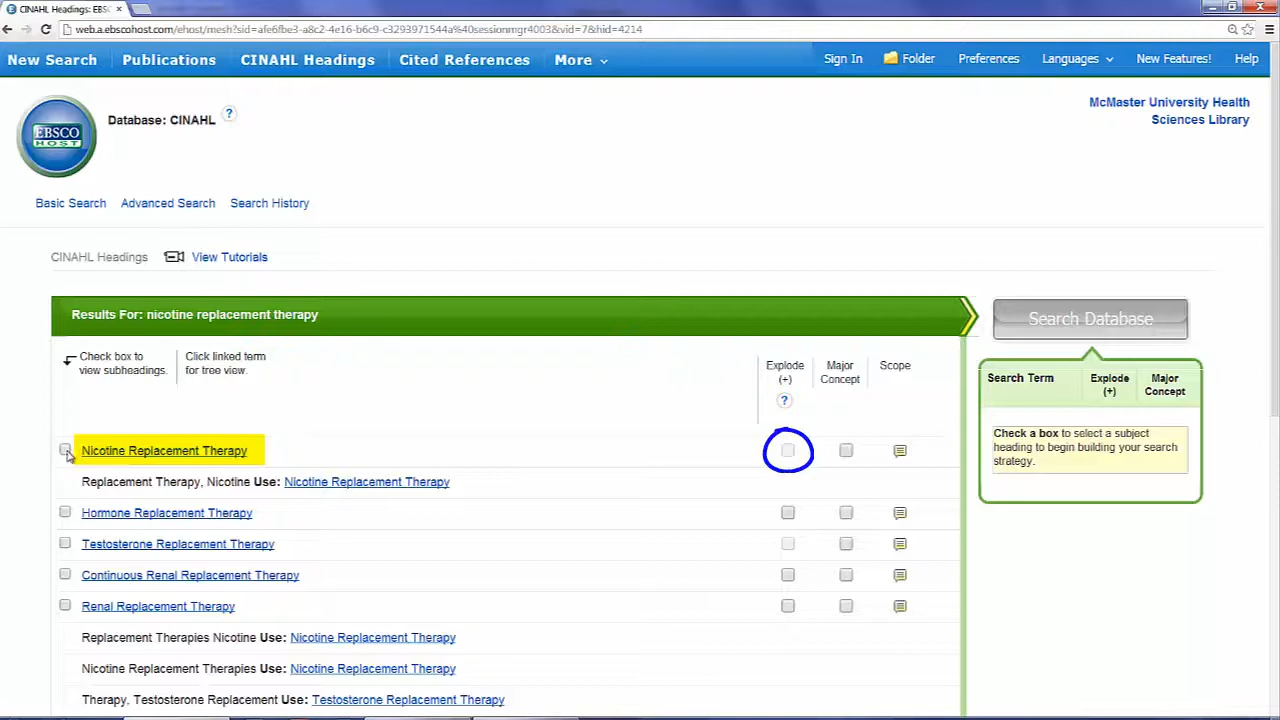 CINAHL Headings: EBS
web.a.ebscohost.com/ehost/mesh?sid=afe6fbe3-a8c2-4e16-b6c9-c3293971544a%40sessionmgr4003&vid=7&hid=4214
New Search Publications CINAHL Headings Cited References More Sign In Folder Preferences Languages New Features! Help
EBSCO
HOST
Database: CINAHL ?
McMaster University Health
Sciences Library
Basic Search Advanced Search Search History
CINAHL Headings View Tutorials
Results For: nicotine replacement therapy
Check box to
view subheadings.
Click linked term
for tree view.
Explode
(+)
?
Major
Concept
Scope
Nicotine Replacement Therapy
Replacement Therapy, Nicotine Use: Nicotine Replacement Therapy
Hormone Replacement Therapy
Testosterone Replacement Therapy
Continuous Renal Replacement Therapy
Renal Replacement Therapy
Replacement Therapies Nicotine Use: Nicotine Replacement Therapy
Nicotine Replacement Therapies Use: Nicotine Replacement Therapy
Therapy, Testosterone Replacement Use: Testosterone Replacement Therapy
Search Database
Search Term
Explode
(+)
Major
Concept
Check a box to select a subject
heading to begin building your search
strategy.